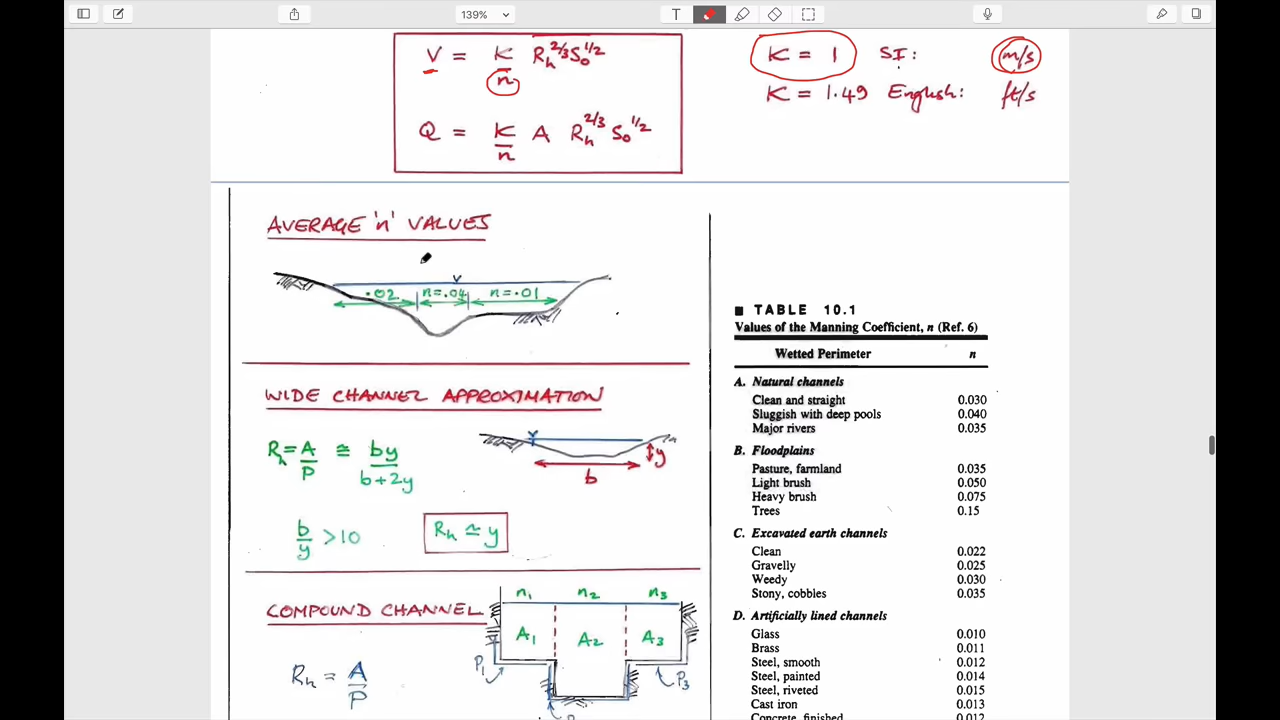 139%
T
V = K/n Rh^2/3 So^1/2
K = 1 SI: m/s
K = 1.49 English: ft/s
Q = K/n A Rh^2/3 So^1/2
AVERAGE 'n' VALUES
.02 n=.04 n=.01
WIDE CHANNEL APPROXIMATION
Rh = A/P ≅ by/b+2y
y
b
b/y >10
Rh ≃ y
COMPOUND CHANNEL
n1 n2 n3
A1 A2 A3
P1 P3
Rh = A/P
■ TABLE 10.1
Values of the Manning Coefficient, n (Ref. 6)
Wetted Perimeter n
A. Natural channels
Clean and straight 0.030
Sluggish with deep pools 0.040
Major rivers 0.035
B. Floodplains
Pasture, farmland 0.035
Light brush 0.050
Heavy brush 0.075
Trees 0.15
C. Excavated earth channels
Clean 0.022
Gravelly 0.025
Weedy 0.030
Stony, cobbles 0.035
D. Artificially lined channels
Glass 0.010
Brass 0.011
Steel, smooth 0.012
Steel, painted 0.014
Steel, riveted 0.015
Cast iron 0.013
Concrete, finished 0.012